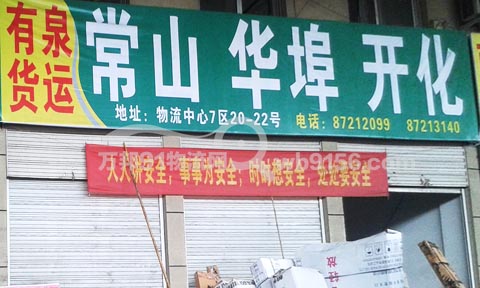 有泉
货运
常山 华埠 开化
地址：物流中心7区20-22号 电话：87212099 87213140
人人讲安全；事事为安全；时时想安全；处处要安全